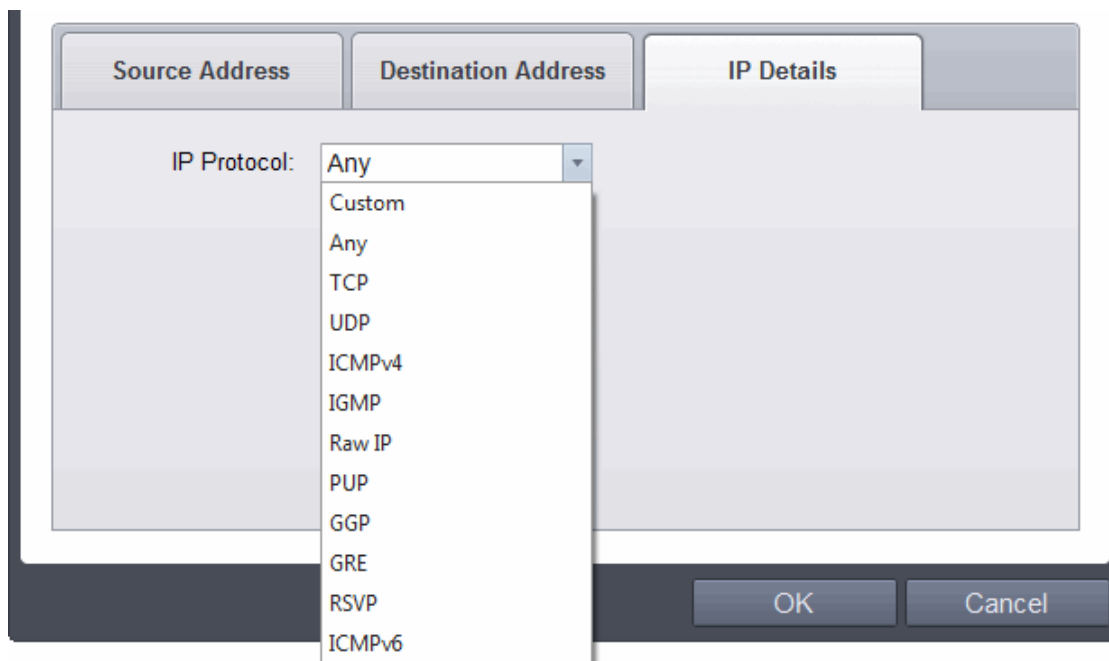 Source Address
Destination Address
IP Details
IP Protocol:
Any
Custom
Any
TCP
UDP
ICMPv4
IGMP
Raw IP
PUP
GGP
GRE
RSVP
ICMPv6
OK
Cancel